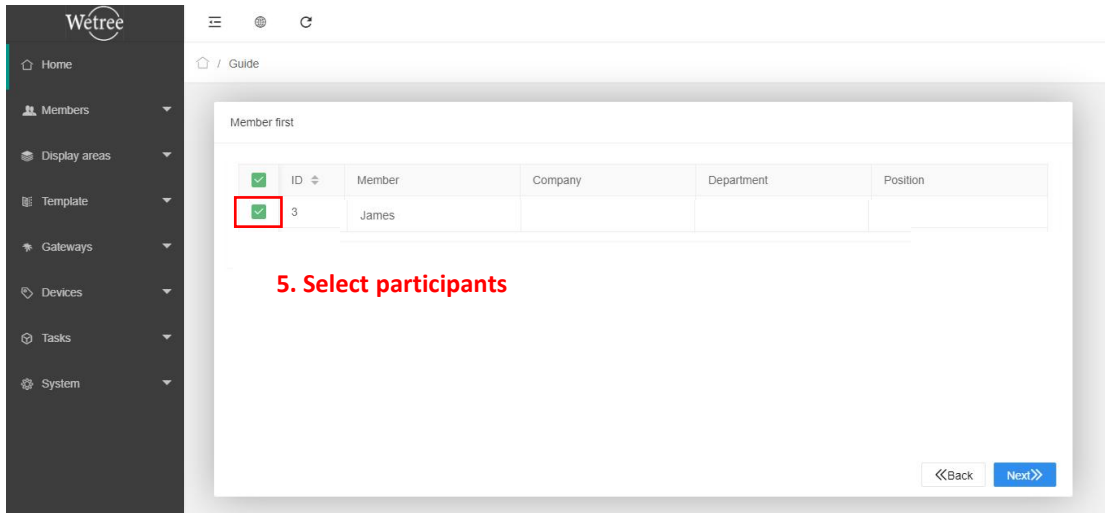 Wetree
Home
/ Guide
Members
Member first
Display areas
ID Member Company Department Position
Template
3 James
Gateways
5. Select participants
Devices
Tasks
System
Back Next